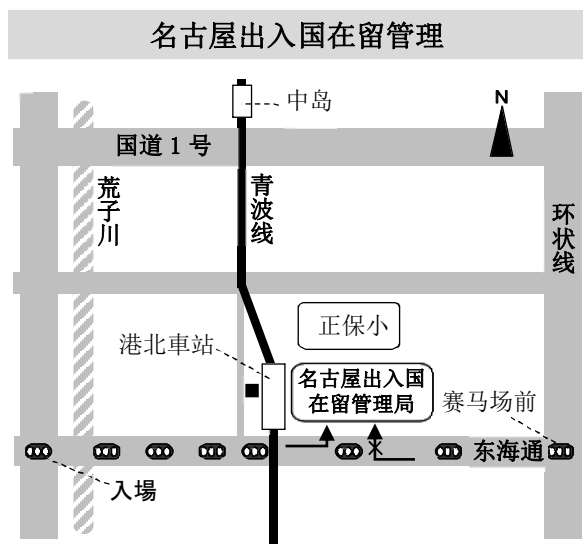 名古屋出入国在留管理
N
中岛
国道 1 号
荒子川
青波线
环状线
正保小
港北車站
名古屋出入国
在留管理局
赛马场前
东海通
入場